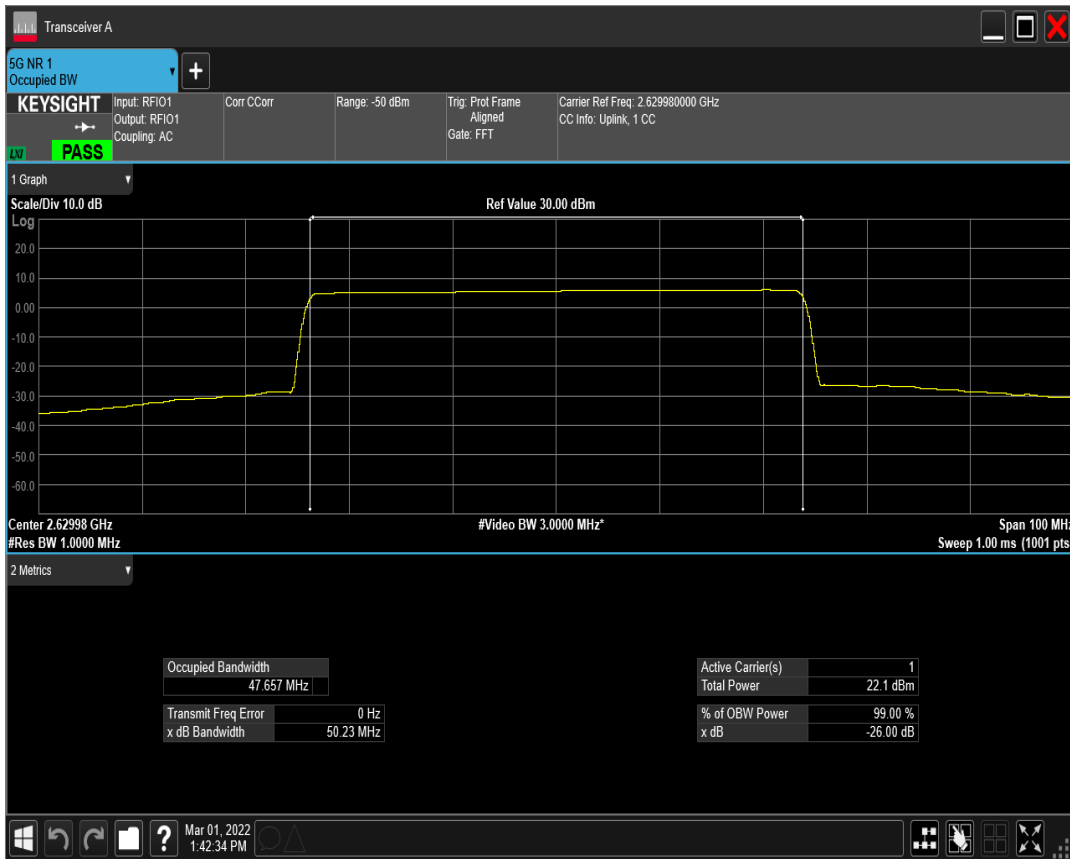 Transceiver A
5G NR 1
Occupied BW
KEYSIGHT
LXI
PASS
Input: RFIO1
Output: RFIO1
Coupling: AC
Corr CCorr
Range: -50 dBm
Trig: Prot Frame
Aligned
Gate: FFT
Carrier Ref Freq: 2.629980000 GHz
CC Info: Uplink, 1 CC
1 Graph
Scale/Div 10.0 dB
Ref Value 30.00 dBm
Log
20.0
10.0
0.00
-10.0
-20.0
-30.0
-40.0
-50.0
-60.0
Center 2.62998 GHz
#Video BW 3.0000 MHz*
Span 100 MHz
#Res BW 1.0000 MHz
Sweep 1.00 ms (1001 pts
2 Metrics
Occupied Bandwidth
47.657 MHz
Transmit Freq Error 0 Hz
x dB Bandwidth 50.23 MHz
Active Carrier(s) 1
Total Power 22.1 dBm
% of OBW Power 99.00 %
x dB -26.00 dB
?
Mar 01, 2022
1:42:34 PM